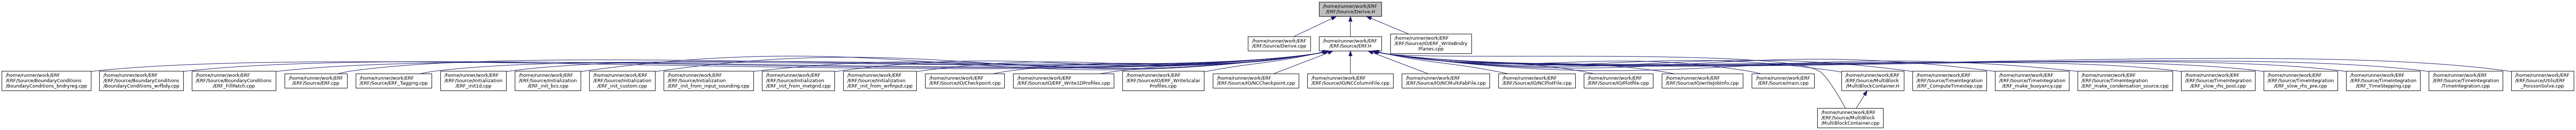 /home/runner/work/ERF
/ERF/Source/Derive.H
/home/runner/work/ERF
/ERF/Source/Derive.cpp
/home/runner/work/ERF
/ERF/Source/ERF.H
/home/runner/work/ERF
/ERF/Source/IO/ERF_WriteBndry
Planes.cpp
/home/runner/work/ERF
/ERF/Source/BoundaryConditions
/BoundaryConditions_bndryreg.cpp
/home/runner/work/ERF
/ERF/Source/BoundaryConditions
/BoundaryConditions_wrfbdy.cpp
/home/runner/work/ERF
/ERF/Source/BoundaryConditions
/ERF_FillPatch.cpp
/home/runner/work/ERF
/ERF/Source/ERF.cpp
/home/runner/work/ERF
/ERF/Source/ERF_Tagging.cpp
/home/runner/work/ERF
/ERF/Source/Initialization
/ERF_init1d.cpp
/home/runner/work/ERF
/ERF/Source/Initialization
/ERF_init_bcs.cpp
/home/runner/work/ERF
/ERF/Source/Initialization
/ERF_init_custom.cpp
/home/runner/work/ERF
/ERF/Source/Initialization
/ERF_init_from_input_sounding.cpp
/home/runner/work/ERF
/ERF/Source/Initialization
/ERF_init_from_metgrid.cpp
/home/runner/work/ERF
/ERF/Source/Initialization
/ERF_init_from_wrfinput.cpp
/home/runner/work/ERF
/ERF/Source/IO/Checkpoint.cpp
/home/runner/work/ERF
/ERF/Source/IO/ERF_Write1DProfiles.cpp
/home/runner/work/ERF
/ERF/Source/IO/ERF_WriteScalar
Profiles.cpp
/home/runner/work/ERF
/ERF/Source/IO/NCCheckpoint.cpp
/home/runner/work/ERF
/ERF/Source/IO/NCColumnFile.cpp
/home/runner/work/ERF
/ERF/Source/IO/NCMultiFabFile.cpp
/home/runner/work/ERF
/ERF/Source/IO/NCPlotFile.cpp
/home/runner/work/ERF
/ERF/Source/IO/Plotfile.cpp
/home/runner/work/ERF
/ERF/Source/IO/writeJobInfo.cpp
/home/runner/work/ERF
/ERF/Source/main.cpp
/home/runner/work/ERF
/ERF/Source/MultiBlock
/MultiBlockContainer.H
/home/runner/work/ERF
/ERF/Source/TimeIntegration
/ERF_ComputeTimestep.cpp
/home/runner/work/ERF
/ERF/Source/TimeIntegration
/ERF_make_buoyancy.cpp
/home/runner/work/ERF
/ERF/Source/TimeIntegration
/ERF_make_condensation_source.cpp
/home/runner/work/ERF
/ERF/Source/TimeIntegration
/ERF_slow_rhs_post.cpp
/home/runner/work/ERF
/ERF/Source/TimeIntegration
/ERF_slow_rhs_pre.cpp
/home/runner/work/ERF
/ERF/Source/TimeIntegration
/ERF_TimeStepping.cpp
/home/runner/work/ERF
/ERF/Source/TimeIntegration
/TimeIntegration.cpp
/home/runner/work/ERF
/ERF/Source/Utils/ERF
_PoissonSolve.cpp
/home/runner/work/ERF
/ERF/Source/MultiBlock
/MultiBlockContainer.cpp